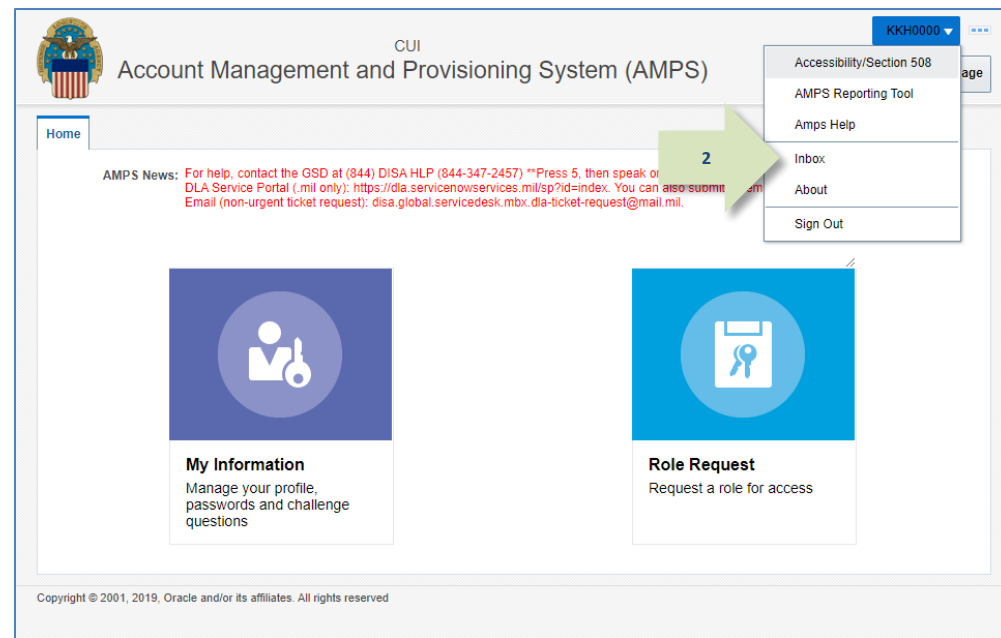 CUI
Account Management and Provisioning System (AMPS)
KKH0000
age
Accessibility/Section 508
AMPS Reporting Tool
Amps Help
Inbox
About
Sign Out
2
Home
AMPS News: For help, contact the GSD at (844) DISA HLP (844-347-2457) **Press 5, then speak or
DLA Service Portal (.mil only): https://dla.servicenowservices.mil/sp?id=index. You can also submit
Email (non-urgent ticket request): disa.global.servicedesk.mbx.dla-ticket-request@mail.mil.
My Information
Manage your profile,
passwords and challenge
questions
Role Request
Request a role for access
Copyright © 2001, 2019, Oracle and/or its affiliates. All rights reserved